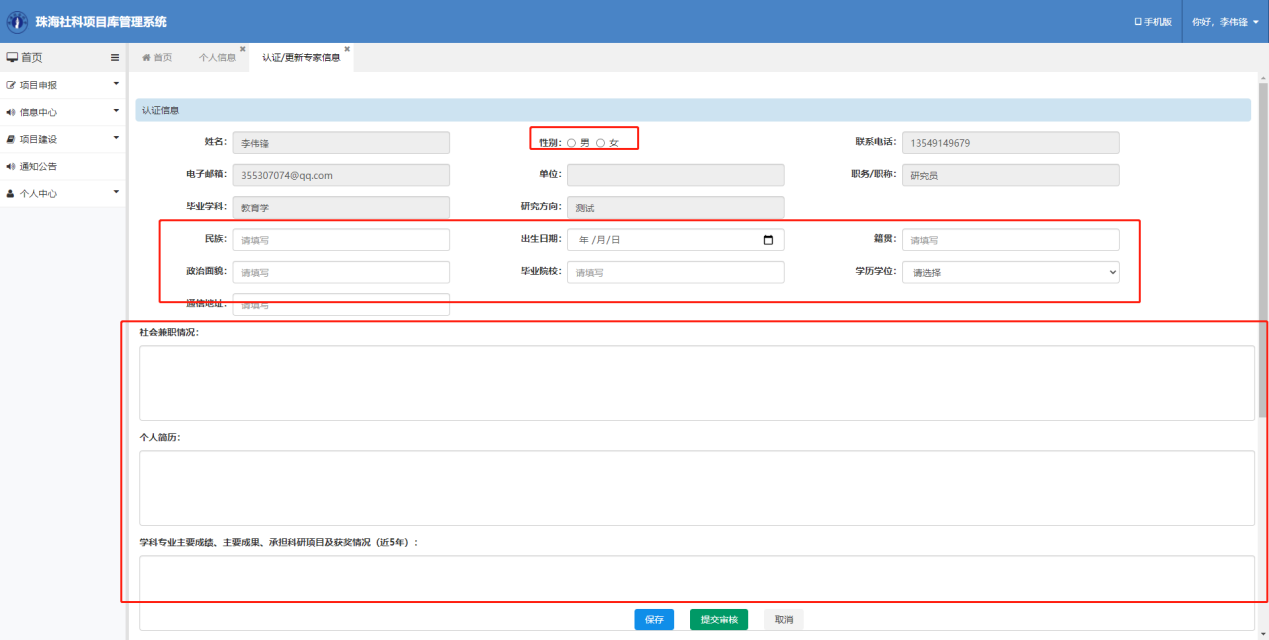 珠海社科项目库管理系统
手机版 你好，李伟锋
首页
首页 个人信息 认证/更新专家信息
项目申报
信息中心
项目建设
通知公告
个人中心
认证信息
姓名： 李伟锋 性别： 男 女 联系电话： 13549149679
电子邮箱： 355307074@qq.com 单位： 职务/职称： 研究员
毕业学科： 教育学 研究方向： 测试
民族： 请填写 出生日期： 年 /月/日 籍贯： 请填写
政治面貌： 请填写 毕业院校： 请填写 学历学位： 请选择
通信地址： 请填写
社会兼职情况：
个人简历：
学科专业主要成绩、主要成果、承担科研项目及获奖情况（近5年）：
保存 提交审核 取消